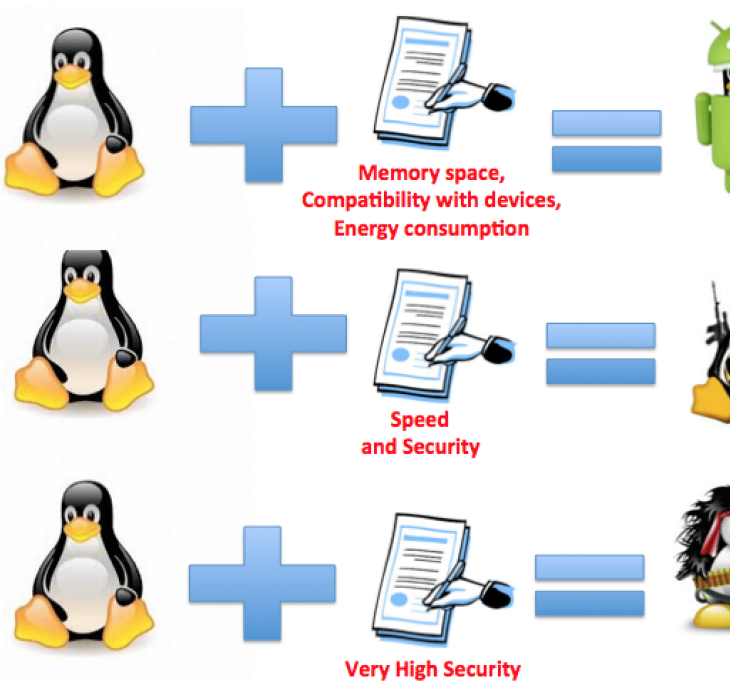 Memory space,
Compatibility with devices,
Energy consumption
Speed
and Security
Very High Security